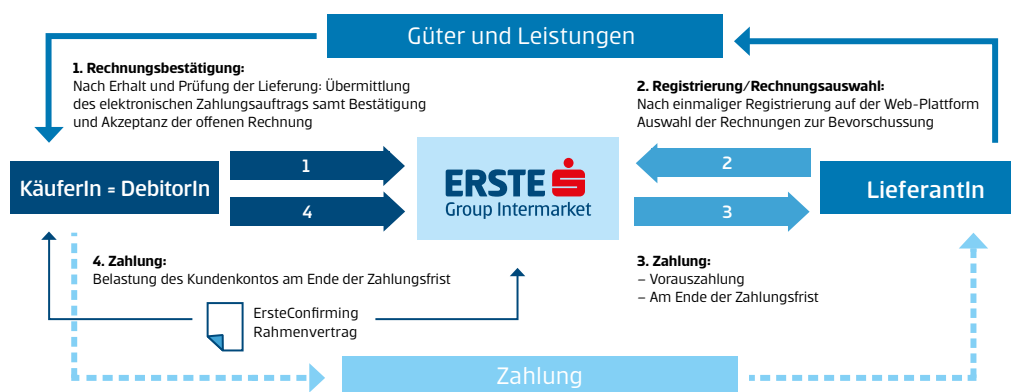 Güter und Leistungen
1. Rechnungsbestätigung:
Nach Erhalt und Prüfung der Lieferung: Übermittlung
des elektronischen Zahlungsauftrags samt Bestätigung
und Akzeptanz der offenen Rechnung
2. Registrierung/Rechnungsauswahl:
Nach einmaliger Registrierung auf der Web-Plattform
Auswahl der Rechnungen zur Bevorschussung
KäuferIn = DebitorIn
1
4
ERSTE
Group Intermarket
2
3
LieferantIn
4. Zahlung:
Belastung des Kundenkontos am Ende der Zahlungsfrist
3. Zahlung:
– Vorauszahlung
– Am Ende der Zahlungsfrist
ErsteConfirming
Rahmenvertrag
Zahlung